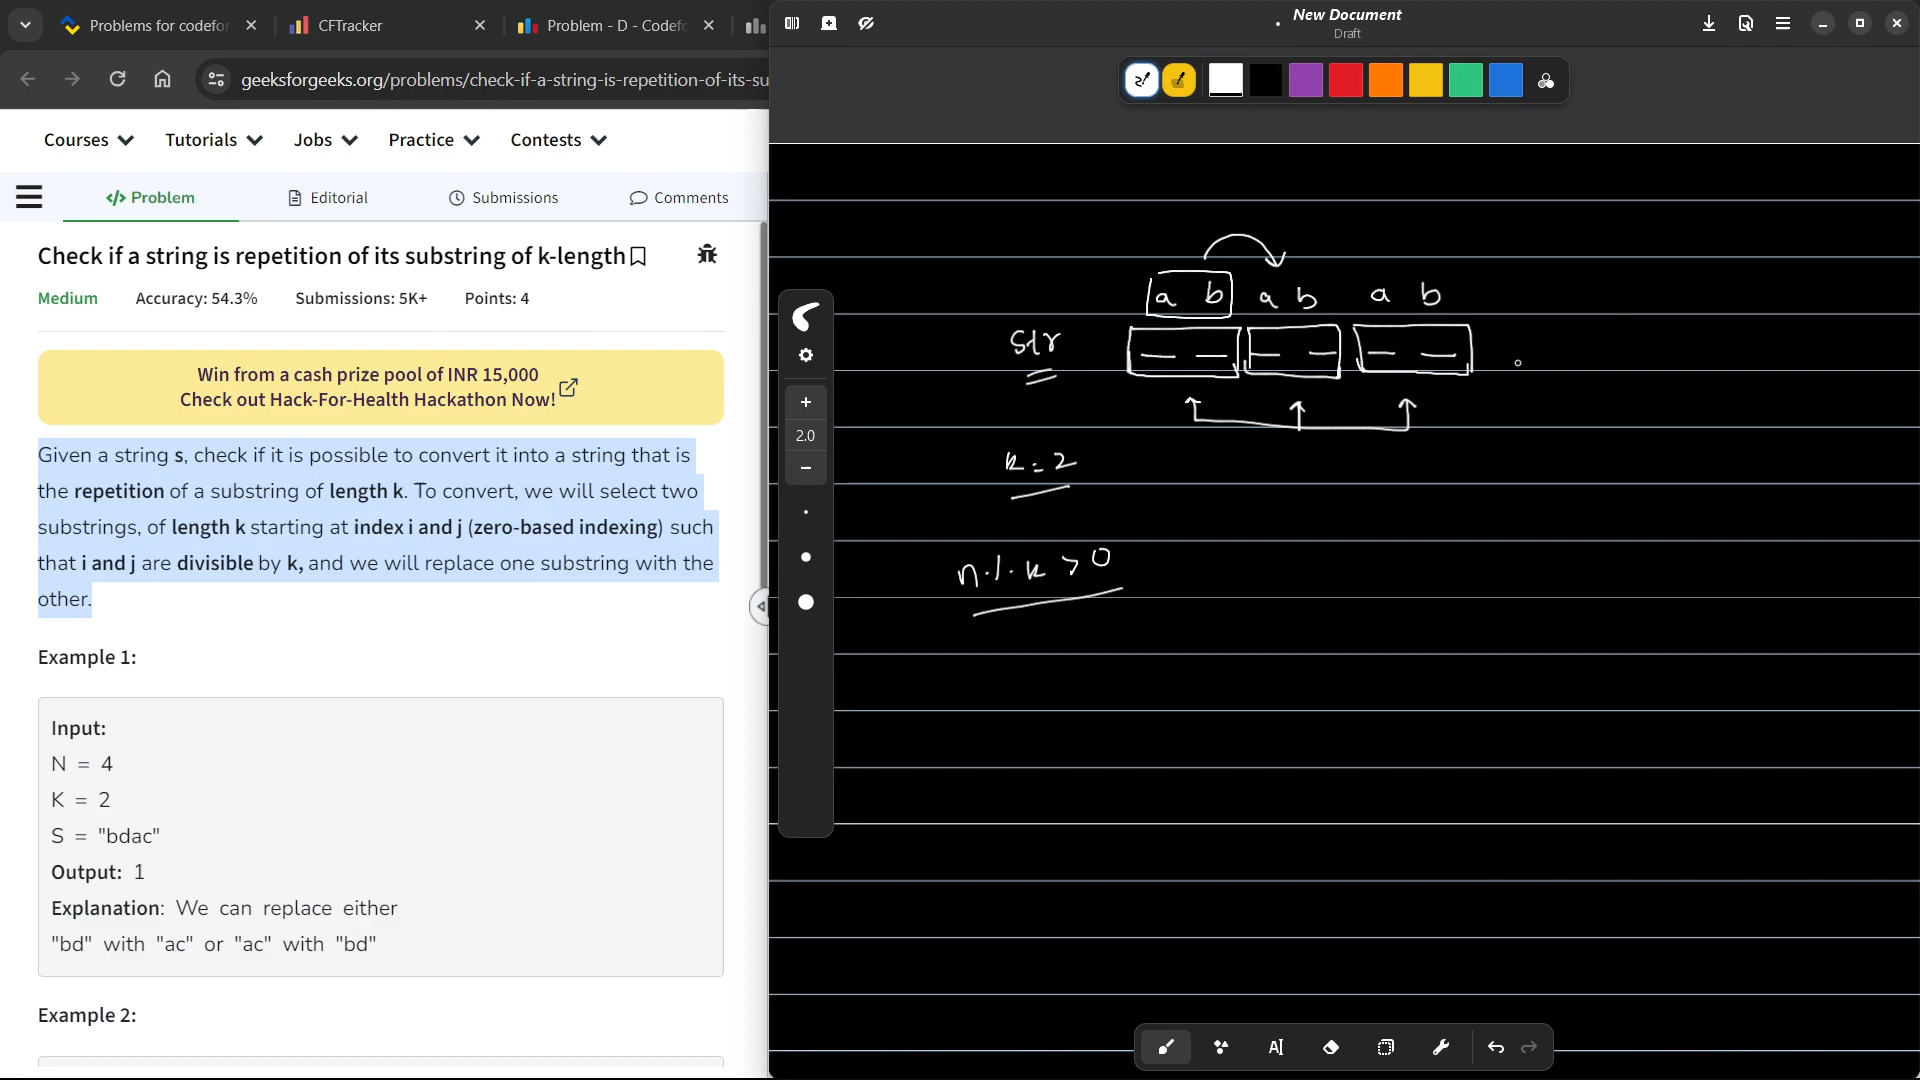 Problems for codefor
CFTracker
Problem - D - Codefo
New Document
Draft
geeksforgeeks.org/problems/check-if-a-string-is-repetition-of-its-su
Courses
Tutorials
Jobs
Practice
Contests
</> Problem
Editorial
Submissions
Comments
Check if a string is repetition of its substring of k-length
Medium
Accuracy: 54.3%
Submissions: 5K+
Points: 4
Win from a cash prize pool of INR 15,000
Check out Hack-For-Health Hackathon Now!
Given a string s, check if it is possible to convert it into a string that is
the repetition of a substring of length k. To convert, we will select two
substrings, of length k starting at index i and j (zero-based indexing) such
that i and j are divisible by k, and we will replace one substring with the
other.
Example 1:
Input:
N = 4
K = 2
S = "bdac"
Output: 1
Explanation: We can replace either
"bd" with "ac" or "ac" with "bd"
Example 2:
+
2.0
−
a b a b a b
Str
k = 2
n % k > 0